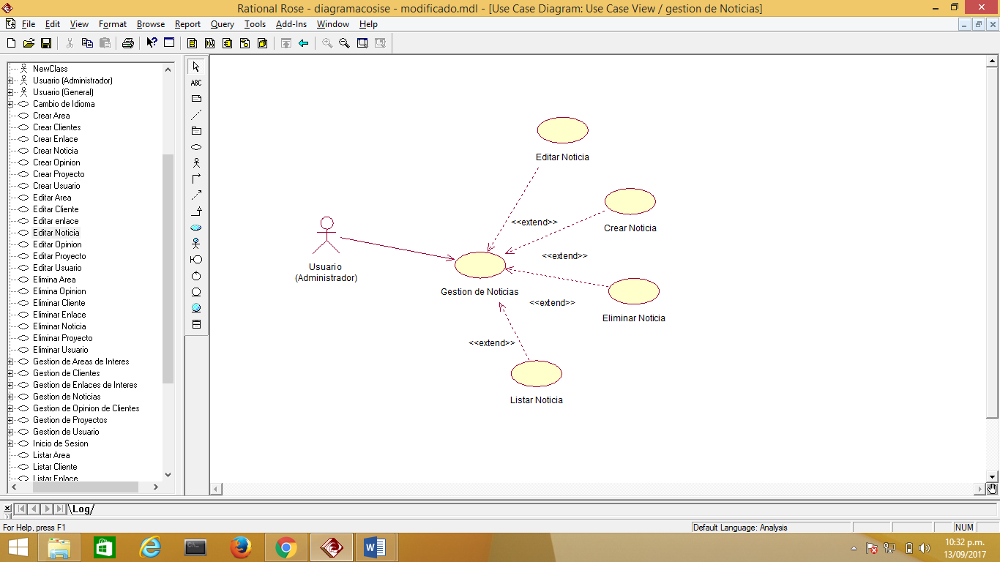 Rational Rose - diagramacosise - modificado.mdl - [Use Case Diagram: Use Case View / gestion de Noticias]
File Edit View Format Browse Report Query Tools Add-Ins Window Help
NewClass
Usuario (Administrador)
Usuario (General)
Cambio de Idioma
Crear Area
Crear Clientes
Crear Enlace
Crear Noticia
Crear Opinion
Crear Proyecto
Crear Usuario
Editar Area
Editar Cliente
Editar enlace
Editar Noticia
Editar Opinion
Editar Proyecto
Editar Usuario
Elimina Area
Elimina Opinion
Eliminar Cliente
Eliminar Enlace
Eliminar Noticia
Eliminar Proyecto
Eliminar Usuario
Gestion de Areas de Interes
Gestion de Clientes
Gestion de Enlaces de Interes
Gestion de Noticias
Gestion de Opinion de Clientes
Gestion de Proyectos
Gestion de Usuario
Inicio de Sesion
Listar Area
Listar Cliente
Listar Enlace
ABC
Editar Noticia
<<extend>>
Crear Noticia
<<extend>>
Usuario
(Administrador)
Gestion de Noticias
<<extend>>
Eliminar Noticia
<<extend>>
Listar Noticia
Log
For Help, press F1
Default Language: Analysis
NUM
10:32 p.m.
13/09/2017